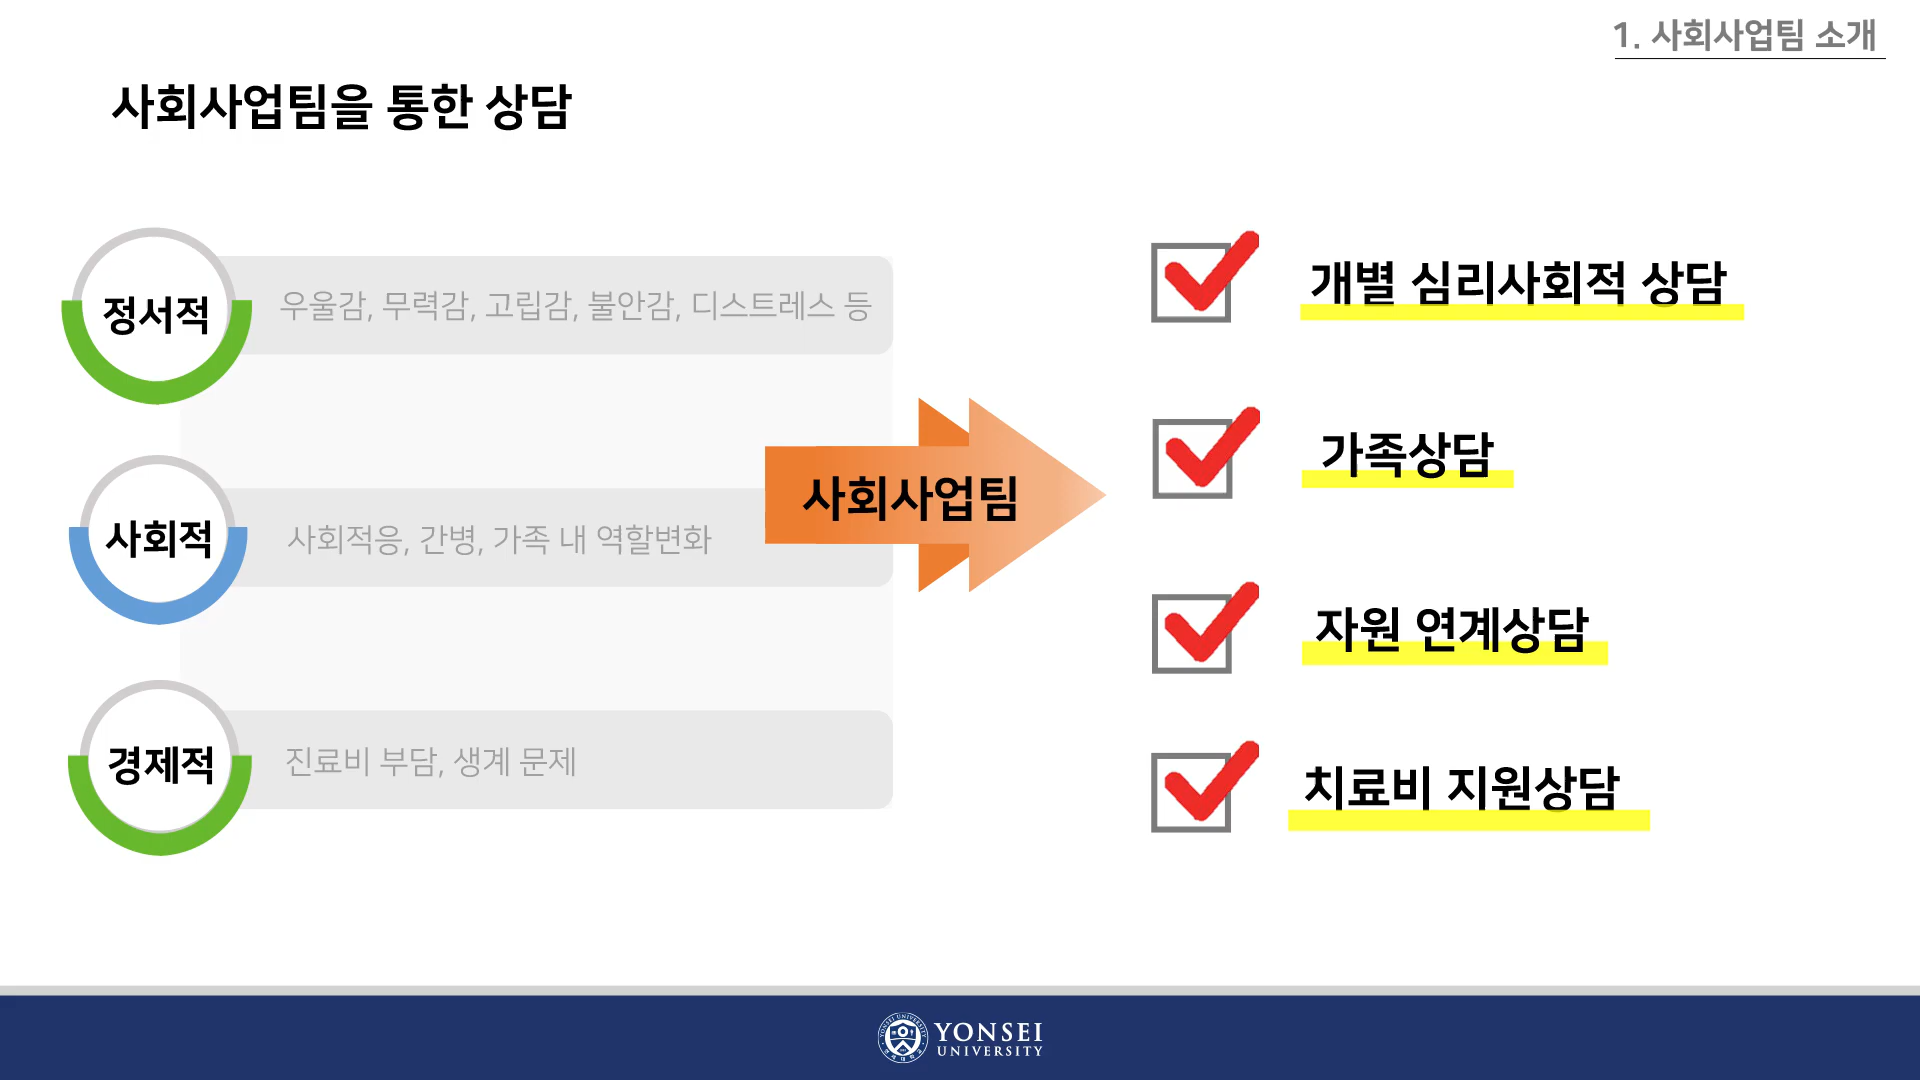 1. 사회사업팀 소개
사회사업팀을 통한 상담
정서적
우울감, 무력감, 고립감, 불안감, 디스트레스 등
사회적
사회적응, 간병, 가족 내 역할변화
경제적
진료비 부담, 생계 문제
사회사업팀
개별 심리사회적 상담
가족상담
자원 연계상담
치료비 지원상담
YONSEI
UNIVERSITY